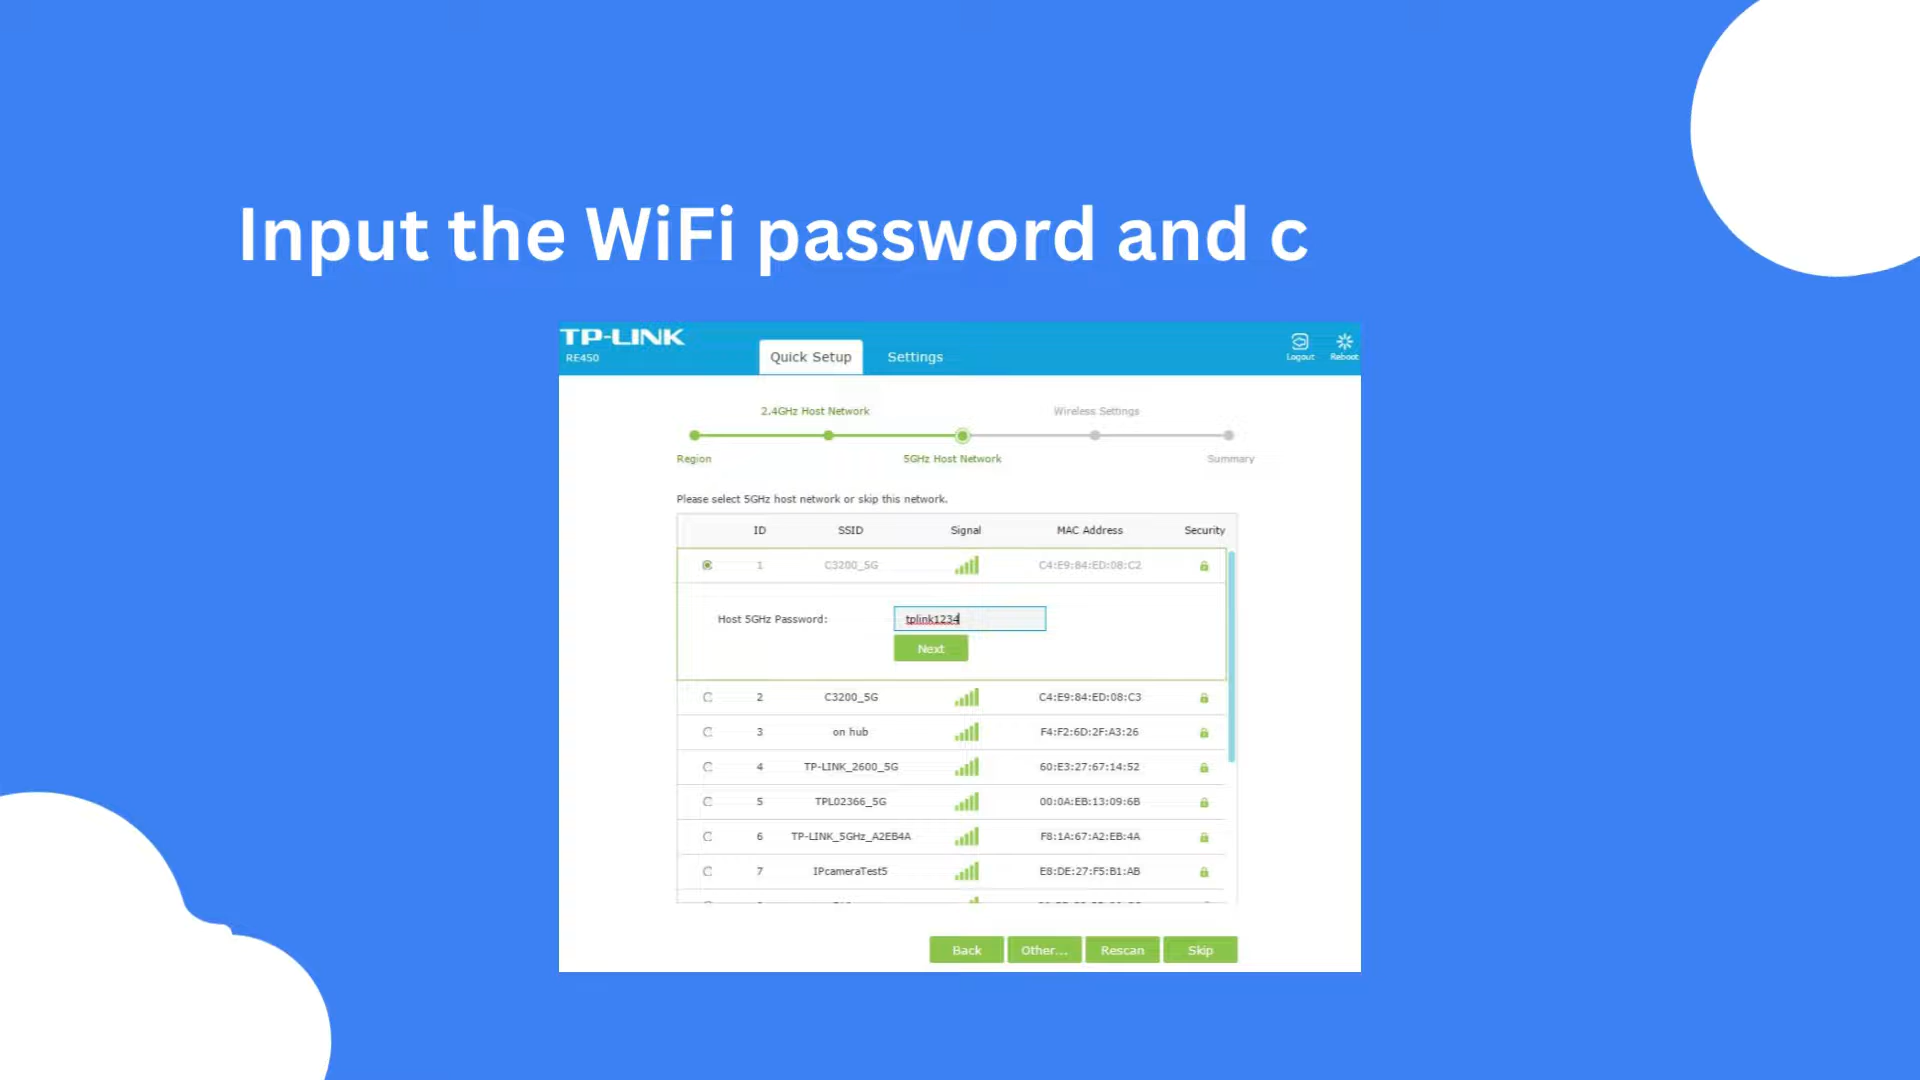 Input the WiFi password and c
TP-LINK
RE450
Quick Setup
Settings
Logout
Reboot
2.4GHz Host Network
Wireless Settings
Region
5GHz Host Network
Summary
Please select 5GHz host network or skip this network.
ID SSID Signal MAC Address Security
1 C3200_5G C4:E9:84:ED:08:C2
Host 5GHz Password: tplink1234
Next
2 C3200_5G C4:E9:84:ED:08:C3
3 on hub F4:F2:6D:2F:A3:26
4 TP-LINK_2600_5G 60:E3:27:67:14:52
5 TPL02366_5G 00:0A:EB:13:09:6B
6 TP-LINK_5GHz_A2EB4A F8:1A:67:A2:EB:4A
7 IPcameraTest5 E8:DE:27:F5:B1:AB
Back Other... Rescan Skip